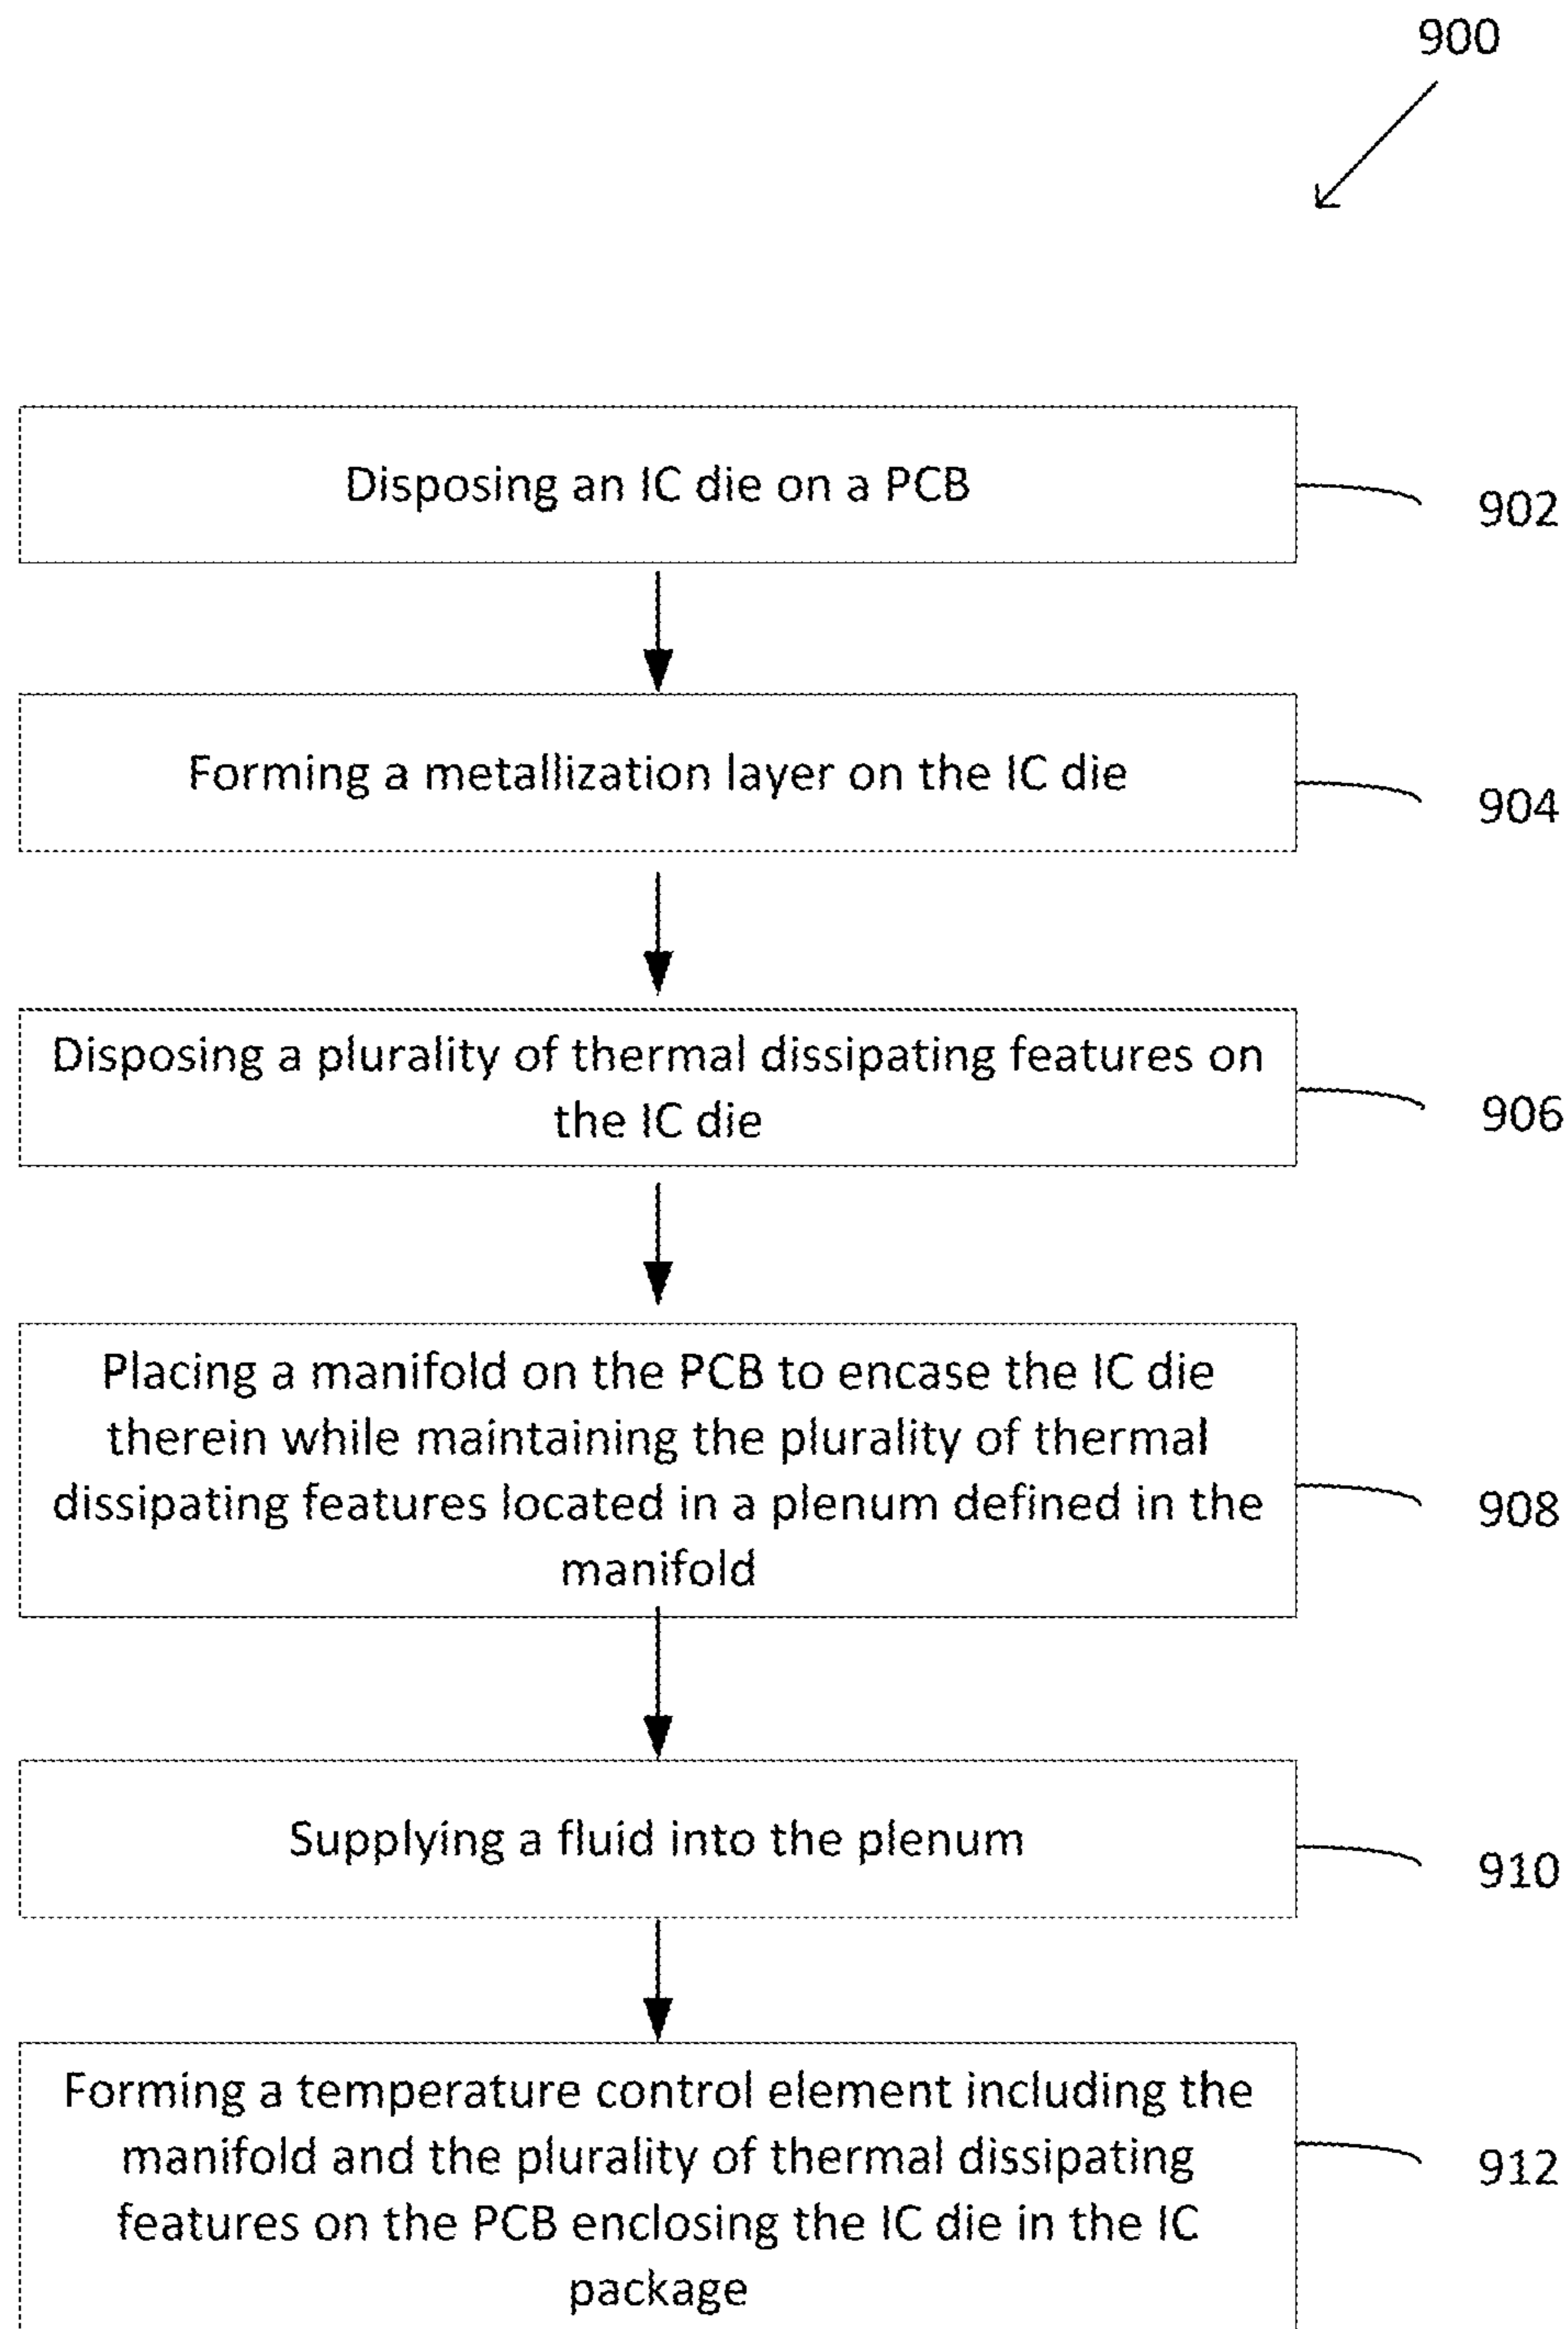 900
Disposing an IC die on a PCB
902
Forming a metallization layer on the IC die
904
Disposing a plurality of thermal dissipating features on
the IC die
906
Placing a manifold on the PCB to encase the IC die
therein while maintaining the plurality of thermal
dissipating features located in a plenum defined in the
manifold
908
Supplying a fluid into the plenum
910
Forming a temperature control element including the
manifold and the plurality of thermal dissipating
features on the PCB enclosing the IC die in the IC
package
912